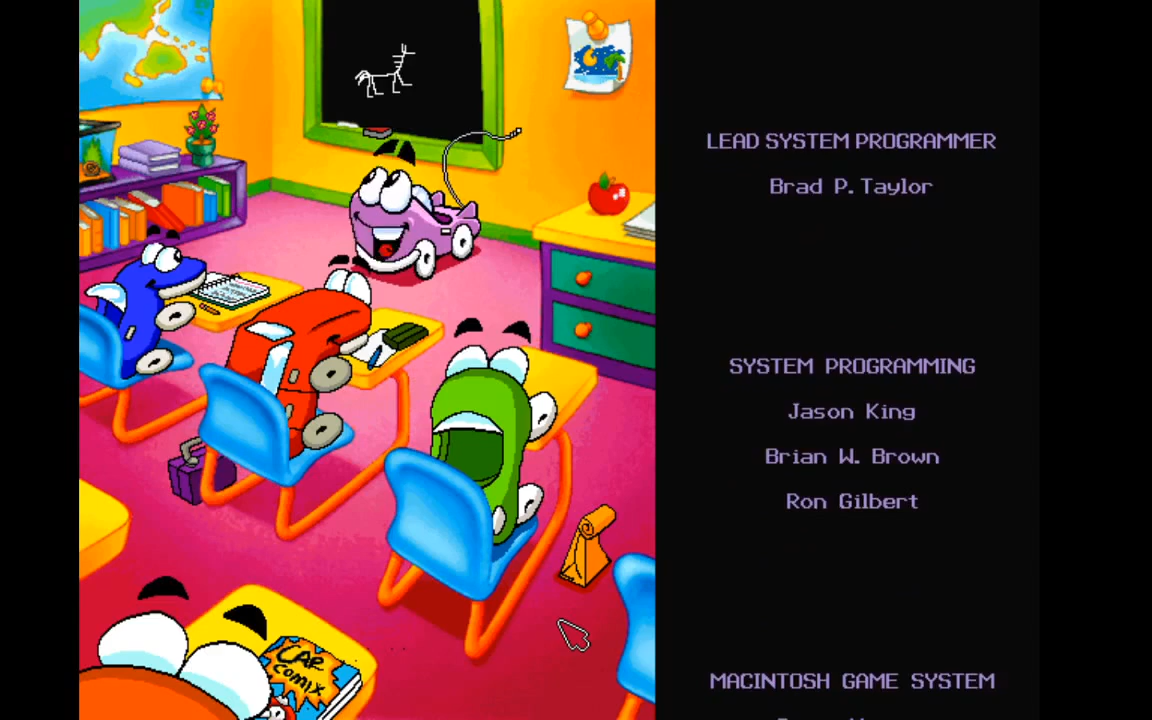 LEAD SYSTEM PROGRAMMER
Brad P. Taylor
SYSTEM PROGRAMMING
Jason King
Brian W. Brown
Ron Gilbert
MACINTOSH GAME SYSTEM
CAR
COMIX